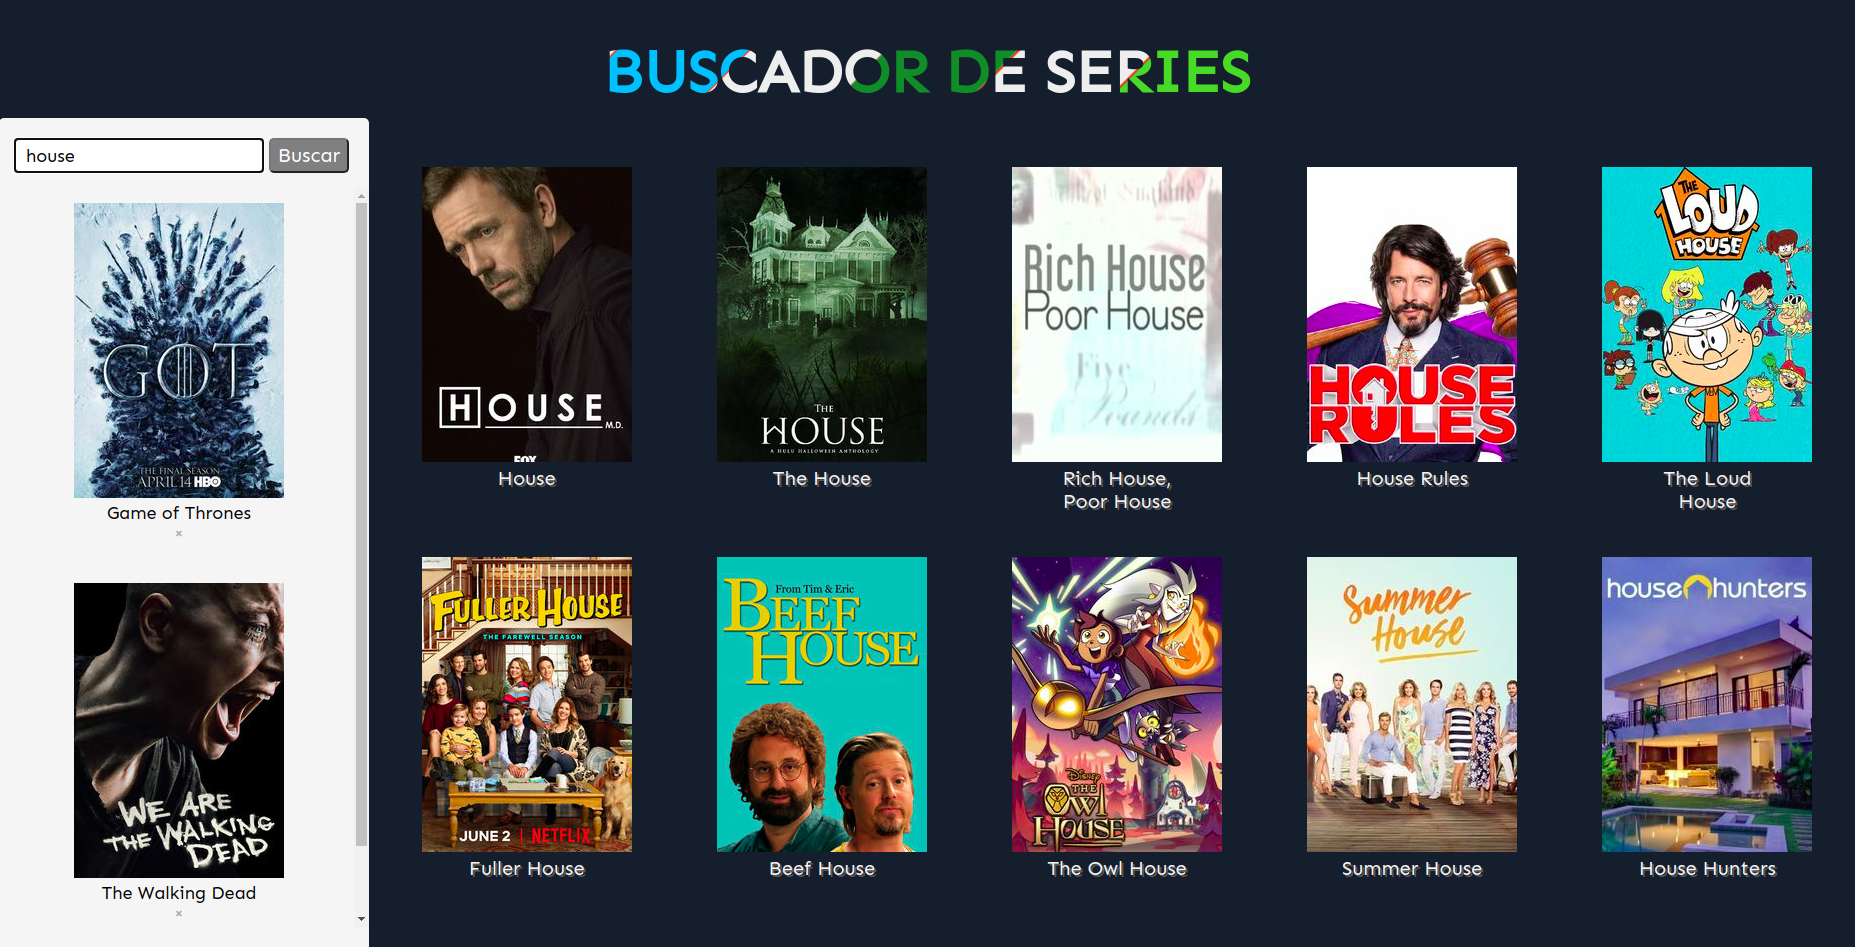 BUSCADOR DE SERIES
house
Buscar
GOT
THE FINAL SEASON
APRIL 14 HBO
Game of Thrones
×
WE ARE
THE WALKING
DEAD
The Walking Dead
×
HOUSE
M.D.
FOX
House
THE
HOUSE
A HULU HALLOWEEN ANTHOLOGY
The House
Rich House
Poor House
Five
Pounds
Rich House,
Poor House
HOUSE
RULES
House Rules
THE
LOUD
HOUSE
The Loud
House
FULLER HOUSE
THE FAREWELL SEASON
JUNE 2 | NETFLIX
Fuller House
From Tim & Eric
BEEF
HOUSE
Beef House
Disney
THE
OWL
HOUSE
The Owl House
Summer
House
Summer House
house hunters
House Hunters